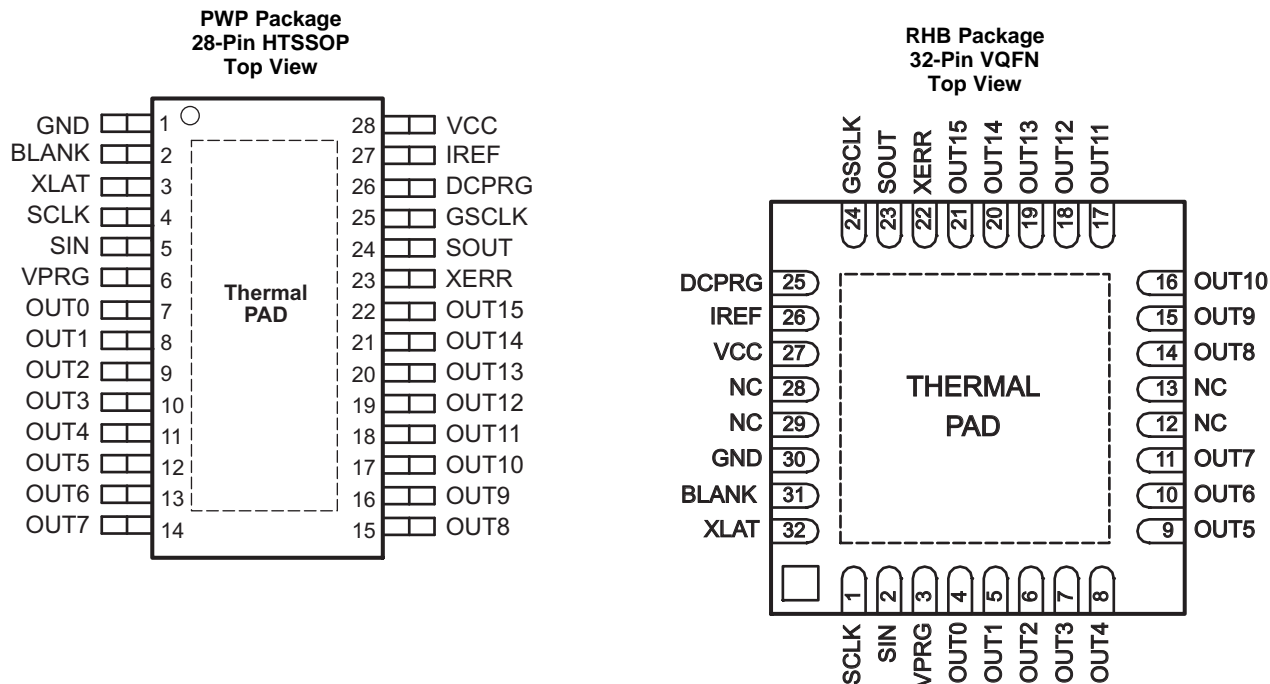 PWP Package
28-Pin HTSSOP
Top View
GND 1 28 VCC
BLANK 2 27 IREF
XLAT 3 26 DCPRG
SCLK 4 25 GSCLK
SIN 5 24 SOUT
VPRG 6 23 XERR
OUT0 7 22 OUT15
OUT1 8 21 OUT14
OUT2 9 20 OUT13
OUT3 10 19 OUT12
OUT4 11 18 OUT11
OUT5 12 17 OUT10
OUT6 13 16 OUT9
OUT7 14 15 OUT8
Thermal
PAD
RHB Package
32-Pin VQFN
Top View
GSCLK SOUT XERR OUT15 OUT14 OUT13 OUT12 OUT11
24 23 22 21 20 19 18 17
DCPRG 25 16 OUT10
IREF 26 15 OUT9
VCC 27 14 OUT8
NC 28 13 NC
NC 29 12 NC
GND 30 11 OUT7
BLANK 31 10 OUT6
XLAT 32 9 OUT5
THERMAL
PAD
1 2 3 4 5 6 7 8
SCLK SIN VPRG OUT0 OUT1 OUT2 OUT3 OUT4